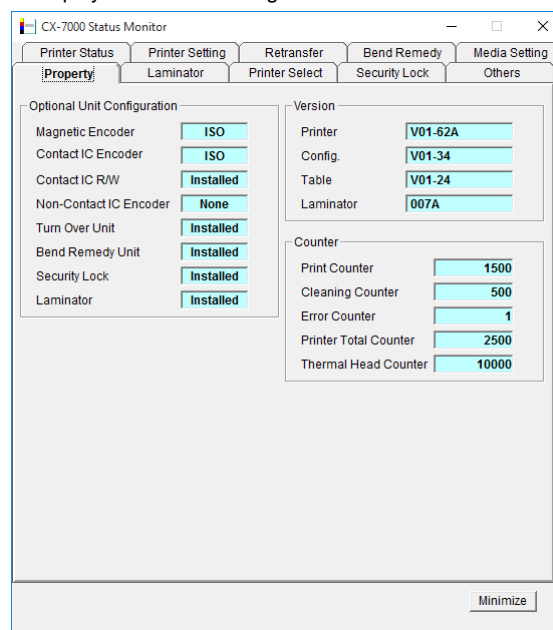 CX-7000 Status Monitor
Printer Status Printer Setting Retransfer Bend Remedy Media Setting
Property Laminator Printer Select Security Lock Others
Optional Unit Configuration
Magnetic Encoder ISO
Contact IC Encoder ISO
Contact IC R/W Installed
Non-Contact IC Encoder None
Turn Over Unit Installed
Bend Remedy Unit Installed
Security Lock Installed
Laminator Installed
Version
Printer V01-62A
Config. V01-34
Table V01-24
Laminator 007A
Counter
Print Counter 1500
Cleaning Counter 500
Error Counter 1
Printer Total Counter 2500
Thermal Head Counter 10000
Minimize